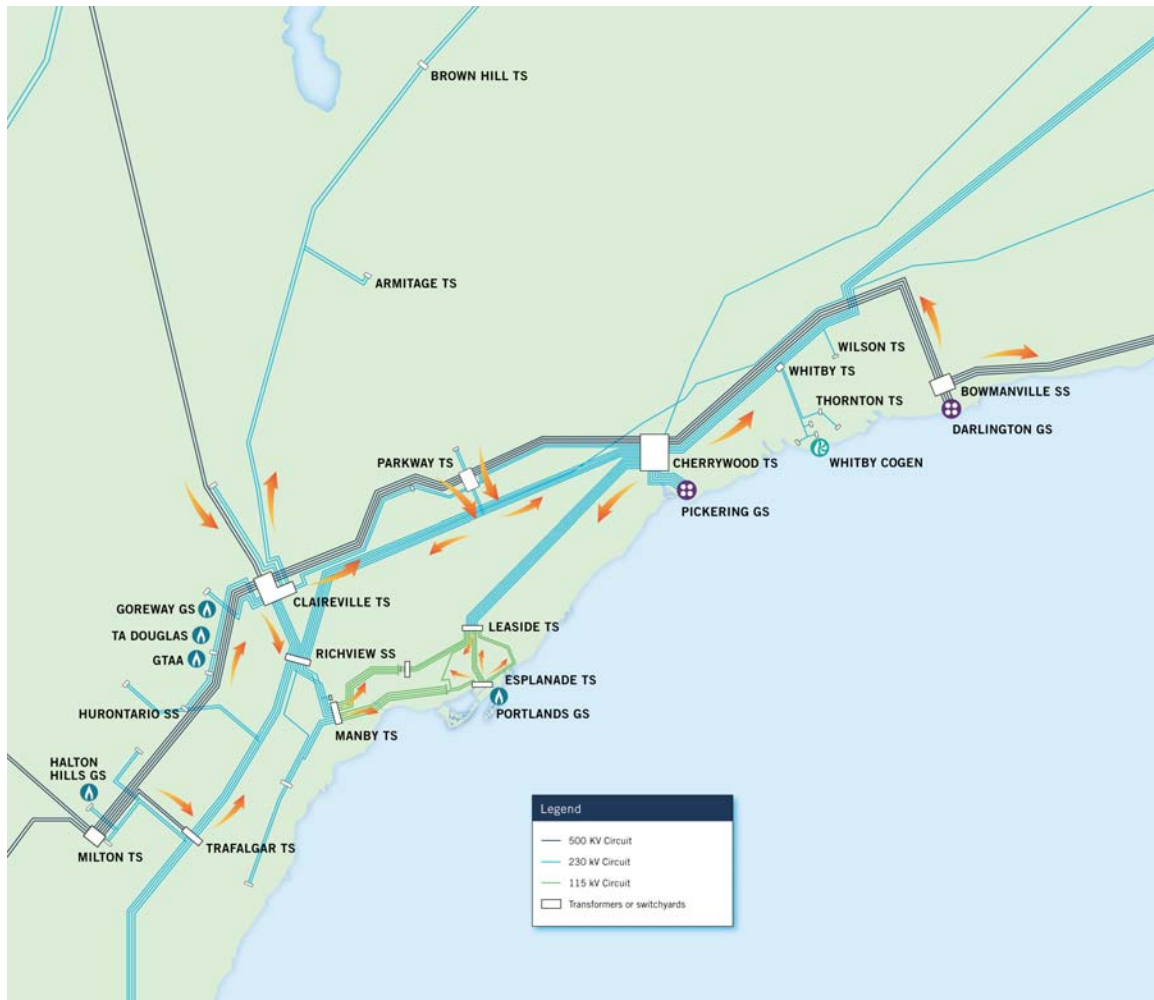 BROWN HILL TS
ARMITAGE TS
WILSON TS
WHITBY TS
THORNTON TS
BOWMANVILLE SS
DARLINGTON GS
WHITBY COGEN
PARKWAY TS
CHERRYWOOD TS
PICKERING GS
CLAIREVILLE TS
GOREWAY GS
TA DOUGLAS
GTAA
LEASIDE TS
RICHVIEW SS
ESPLANADE TS
PORTLANDS GS
HURONTARIO SS
MANBY TS
HALTON
HILLS GS
MILTON TS
TRAFALGAR TS
Legend
500 KV Circuit
230 kV Circuit
115 kV Circuit
Transformers or switchyards